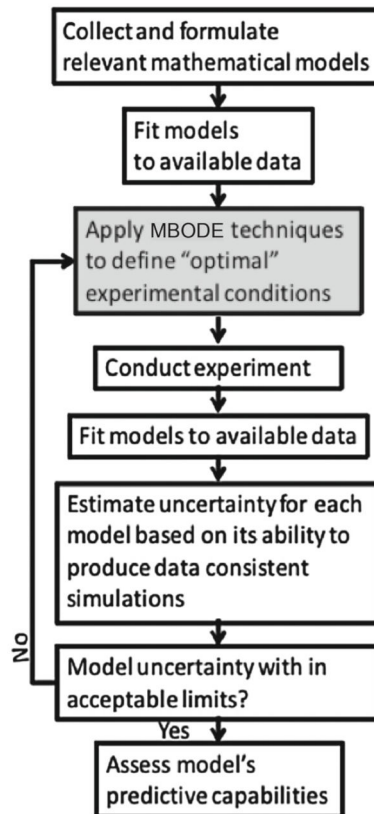 Collect and formulate
relevant mathematical models
Fit models
to available data
Apply MBODE techniques
to define “optimal”
experimental conditions
Conduct experiment
Fit models to available data
Estimate uncertainty for each
model based on its ability to
produce data consistent
simulations
No
Model uncertainty with in
acceptable limits?
Yes
Assess model’s
predictive capabilities